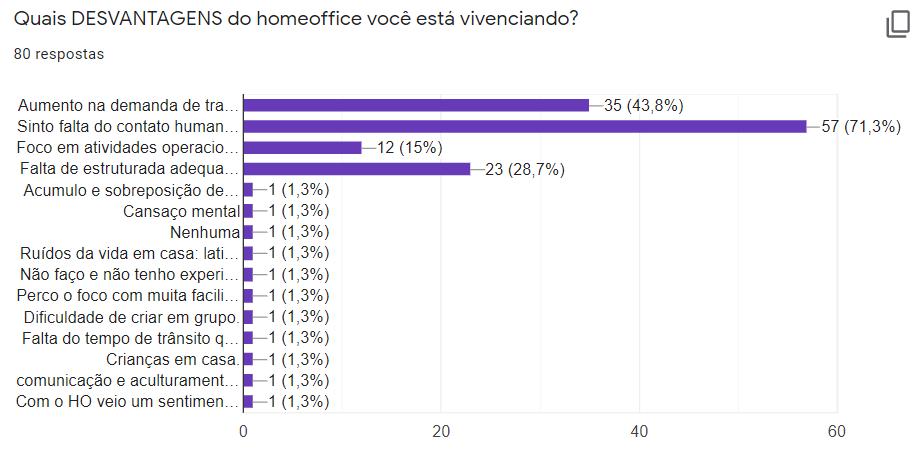 Quais DESVANTAGENS do homeoffice você está vivenciando?
80 respostas
Aumento na demanda de tra... 35 (43,8%)
Sinto falta do contato human... 57 (71,3%)
Foco em atividades operacio... 12 (15%)
Falta de estruturada adequa... 23 (28,7%)
Acumulo e sobreposição de... 1 (1,3%)
Cansaço mental 1 (1,3%)
Nenhuma 1 (1,3%)
Ruídos da vida em casa: lati... 1 (1,3%)
Não faço e não tenho experi... 1 (1,3%)
Perco o foco com muita facili... 1 (1,3%)
Dificuldade de criar em grupo. 1 (1,3%)
Falta do tempo de trânsito q... 1 (1,3%)
Crianças em casa. 1 (1,3%)
comunicação e aculturament... 1 (1,3%)
Com o HO veio um sentimen... 1 (1,3%)
0 20 40 60